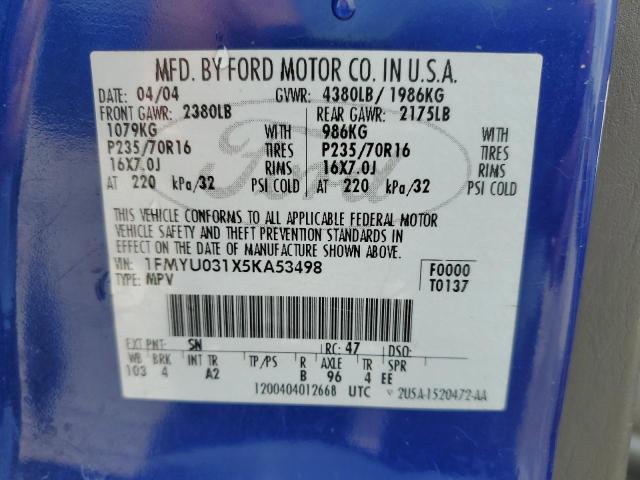 MFD. BY FORD MOTOR CO. IN U.S.A.
DATE: 04/04 GVWR: 4380LB/ 1986KG
FRONT GAWR: 2380LB REAR GAWR: 2175LB
1079KG WITH 986KG WITH
P235/70R16 TIRES P235/70R16 TIRES
16X7.0J RIMS 16X7.0J RIMS
AT 220 kPa/32 PSI COLD AT 220 kPa/32 PSI COLD
Ford
THIS VEHICLE CONFORMS TO ALL APPLICABLE FEDERAL MOTOR
VEHICLE SAFETY AND THEFT PREVENTION STANDARDS IN
EFFECT ON THE DATE OF MANUFACTURE SHOWN ABOVE.
VIN: 1FMYU031X5KA53498 F0000
TYPE: MPV T0137
EXT PNT: SN RC: 47 DSO:
WB BRK INT TR TP/PS R AXLE TR SPR
103 4 A2 B 96 4 EE
12004040126​68 UTC 2U5A-1520472-AA